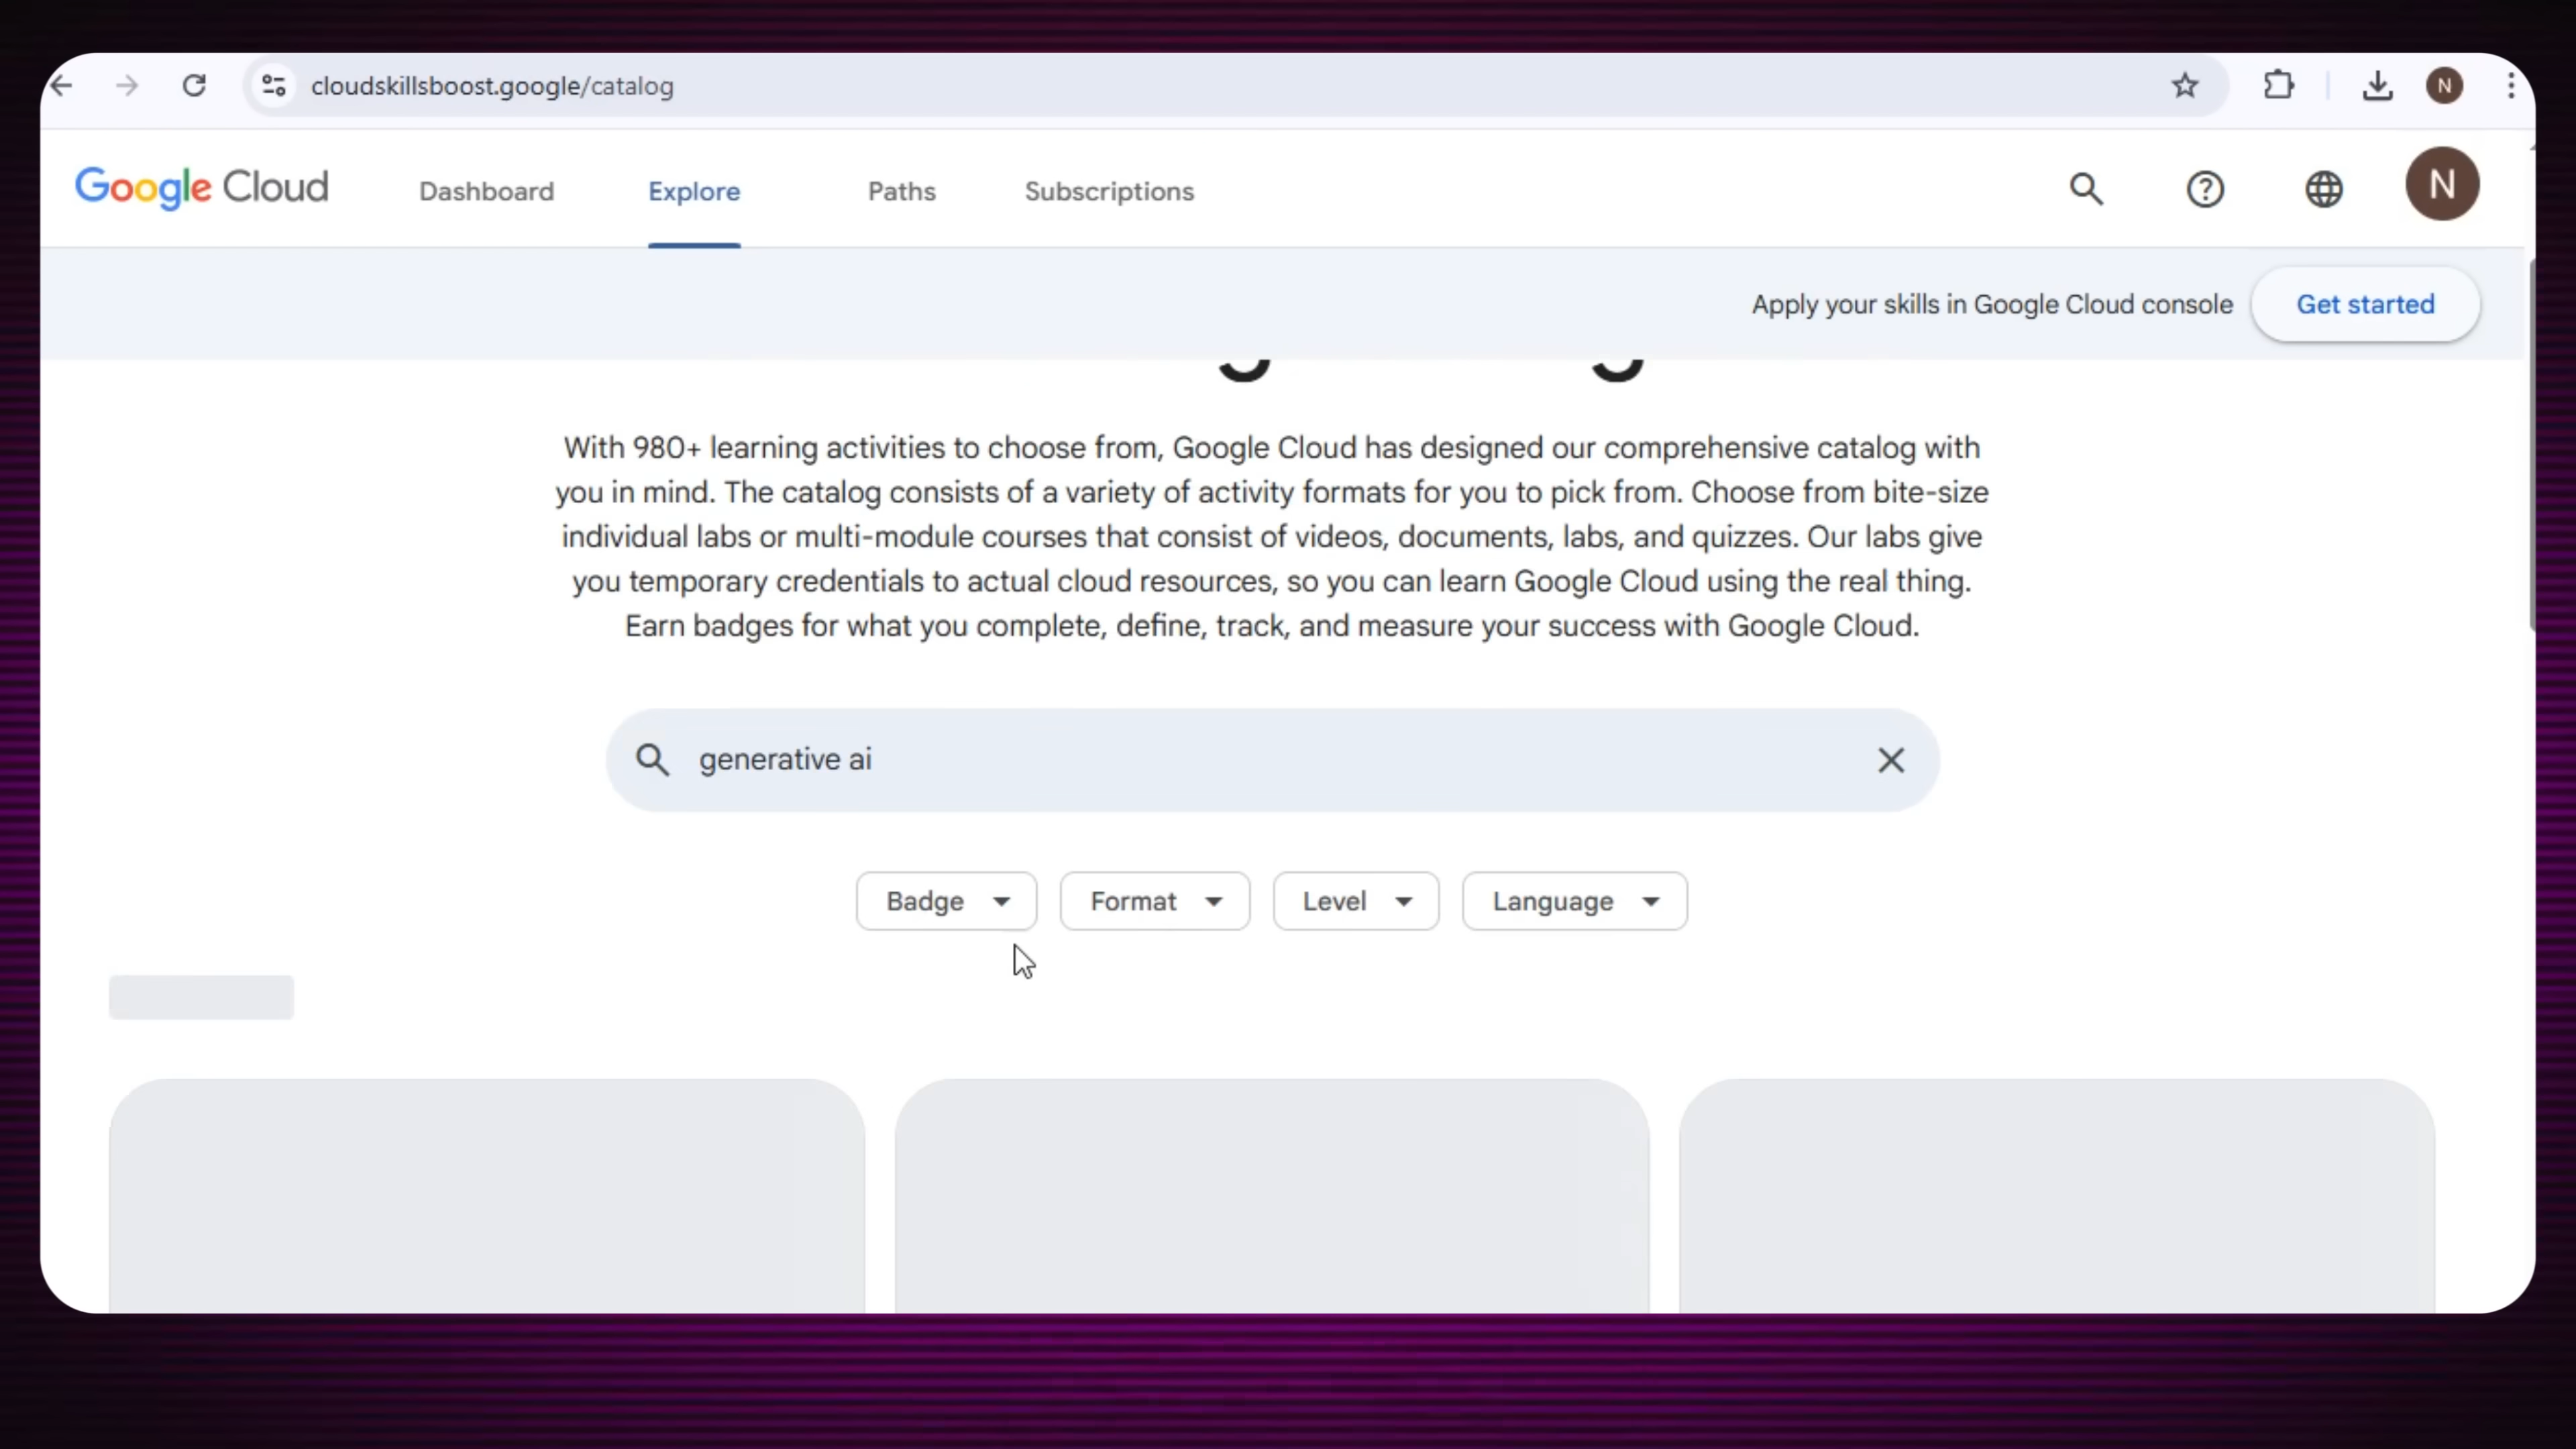 cloudskillsboost.google/catalog
N
Google Cloud
Dashboard
Explore
Paths
Subscriptions
N
Apply your skills in Google Cloud console
Get started
With 980+ learning activities to choose from, Google Cloud has designed our comprehensive catalog with
you in mind. The catalog consists of a variety of activity formats for you to pick from. Choose from bite-size
individual labs or multi-module courses that consist of videos, documents, labs, and quizzes. Our labs give
you temporary credentials to actual cloud resources, so you can learn Google Cloud using the real thing.
Earn badges for what you complete, define, track, and measure your success with Google Cloud.
generative ai
Badge
Format
Level
Language